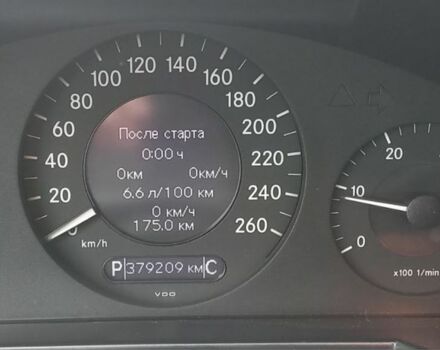 140
120 160
100 180
80 200
60 220
40 240
20 260
0
km/h
После старта
0:00 ч
0км 0км/ч
6.6 л/100 км
0 км/ч
175.0 км
P 379209 км C
VDO
20
10
0
x100 1/min